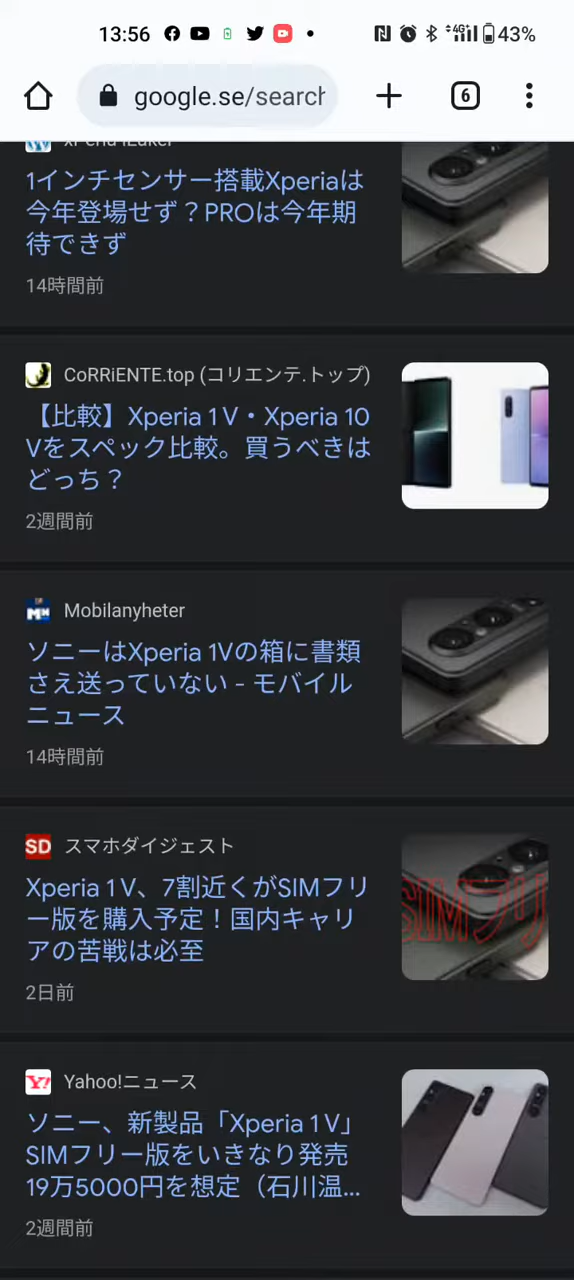 13:56
4G+
43%
google.se/search
6
1インチセンサー搭載Xperiaは
今年登場せず？PROは今年期
待できず
14時間前
CoRRiENTE.top (コリエンテ.トップ)
【比較】Xperia 1 V・Xperia 10
Vをスペック比較。買うべきは
どっち？
2週間前
Mobilanyheter
ソニーはXperia 1Vの箱に書類
さえ送っていない - モバイル
ニュース
14時間前
SD スマホダイジェスト
Xperia 1 V、7割近くがSIMフリ
ー版を購入予定！国内キャリ
アの苦戦は必至
SIMフリ
2日前
Y! Yahoo!ニュース
ソニー、新製品「Xperia 1 V」
SIMフリー版をいきなり発売
19万5000円を想定（石川温...
2週間前